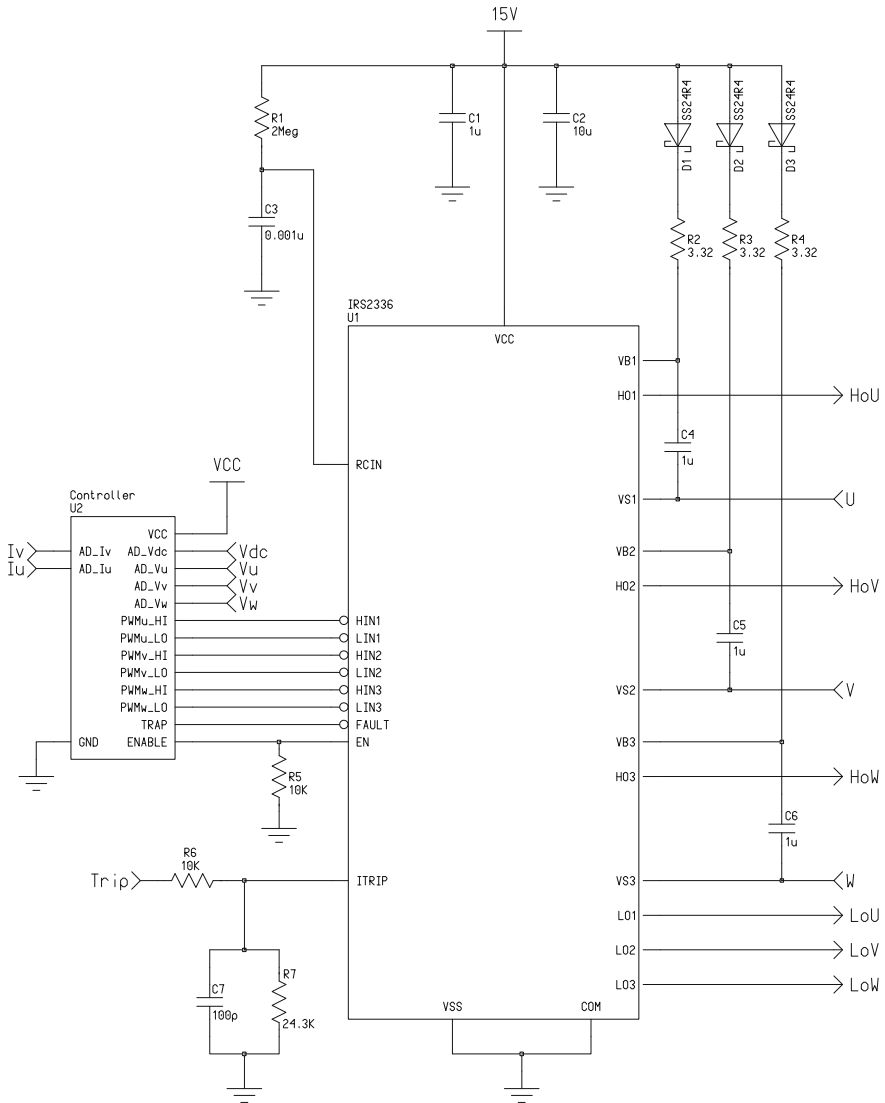 15V
R1
2Meg
C1
1u
C2
10u
SS24R4
SS24R4
SS24R4
D1
D2
D3
C3
0.001u
R2
3.32
R3
3.32
R4
3.32
IRS2336
U1
VCC
VB1
HO1
HoU
C4
1u
RCIN
VS1
U
VCC
Controller
U2
VCC
Iv
AD_Iv
AD_Vdc
Vdc
Iu
AD_Iu
AD_Vu
Vu
AD_Vv
Vv
AD_Vw
Vw
PWMu_HI
HIN1
PWMu_LO
LIN1
PWMv_HI
HIN2
PWMv_LO
LIN2
PWMw_HI
HIN3
PWMw_LO
LIN3
TRAP
FAULT
GND
ENABLE
EN
VB2
HO2
HoV
C5
1u
VS2
V
VB3
HO3
HoW
R5
10K
C6
1u
R6
10K
Trip
ITRIP
VS3
W
LO1
LoU
LO2
LoV
LO3
LoW
C7
100p
R7
24.3K
VSS
COM